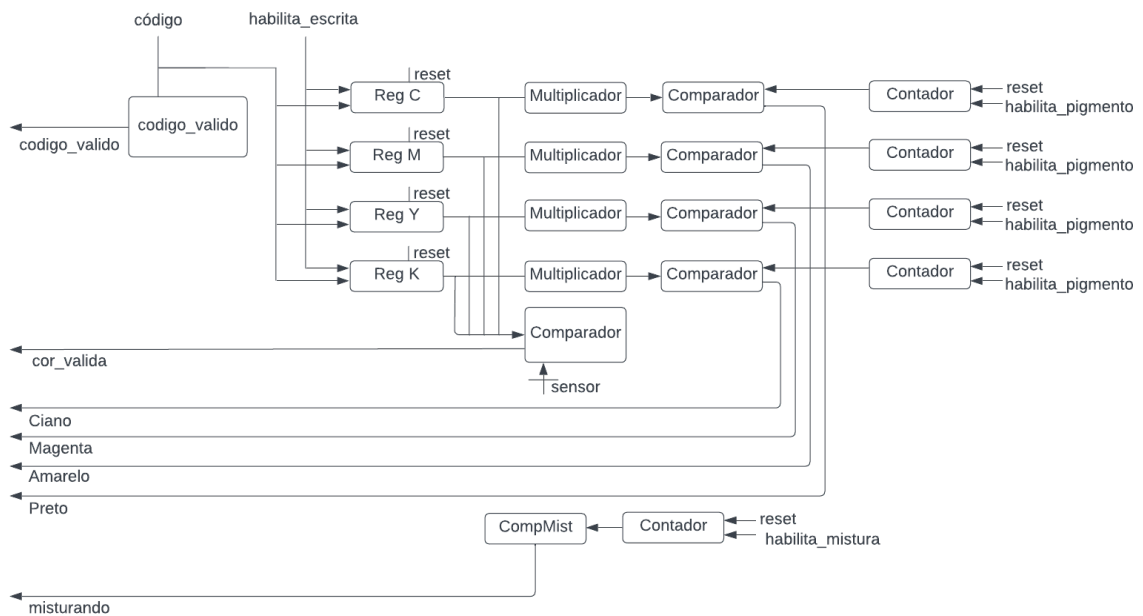 código
habilita_escrita
codigo_valido
codigo_valido
reset
Reg C
Multiplicador
Comparador
Contador
reset
habilita_pigmento
reset
Reg M
Multiplicador
Comparador
Contador
reset
habilita_pigmento
reset
Reg Y
Multiplicador
Comparador
Contador
reset
habilita_pigmento
reset
Reg K
Multiplicador
Comparador
Contador
reset
habilita_pigmento
Comparador
cor_valida
sensor
Ciano
Magenta
Amarelo
Preto
CompMist
Contador
reset
habilita_mistura
misturando